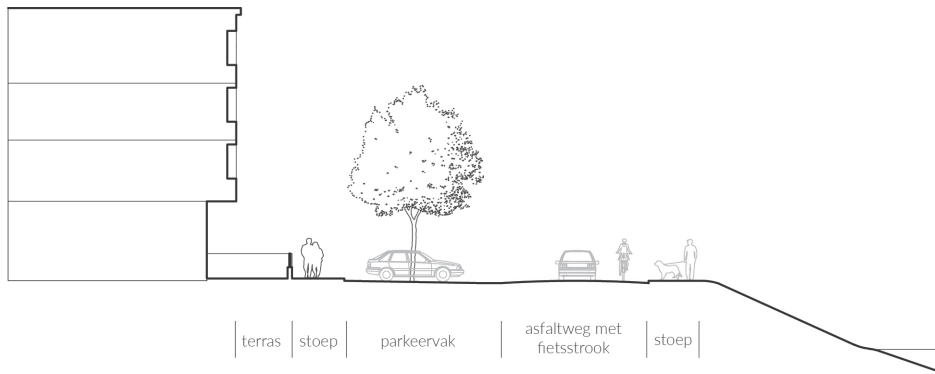 terras
stoep
parkeervak
asfaltweg met
fietsstrook
stoep